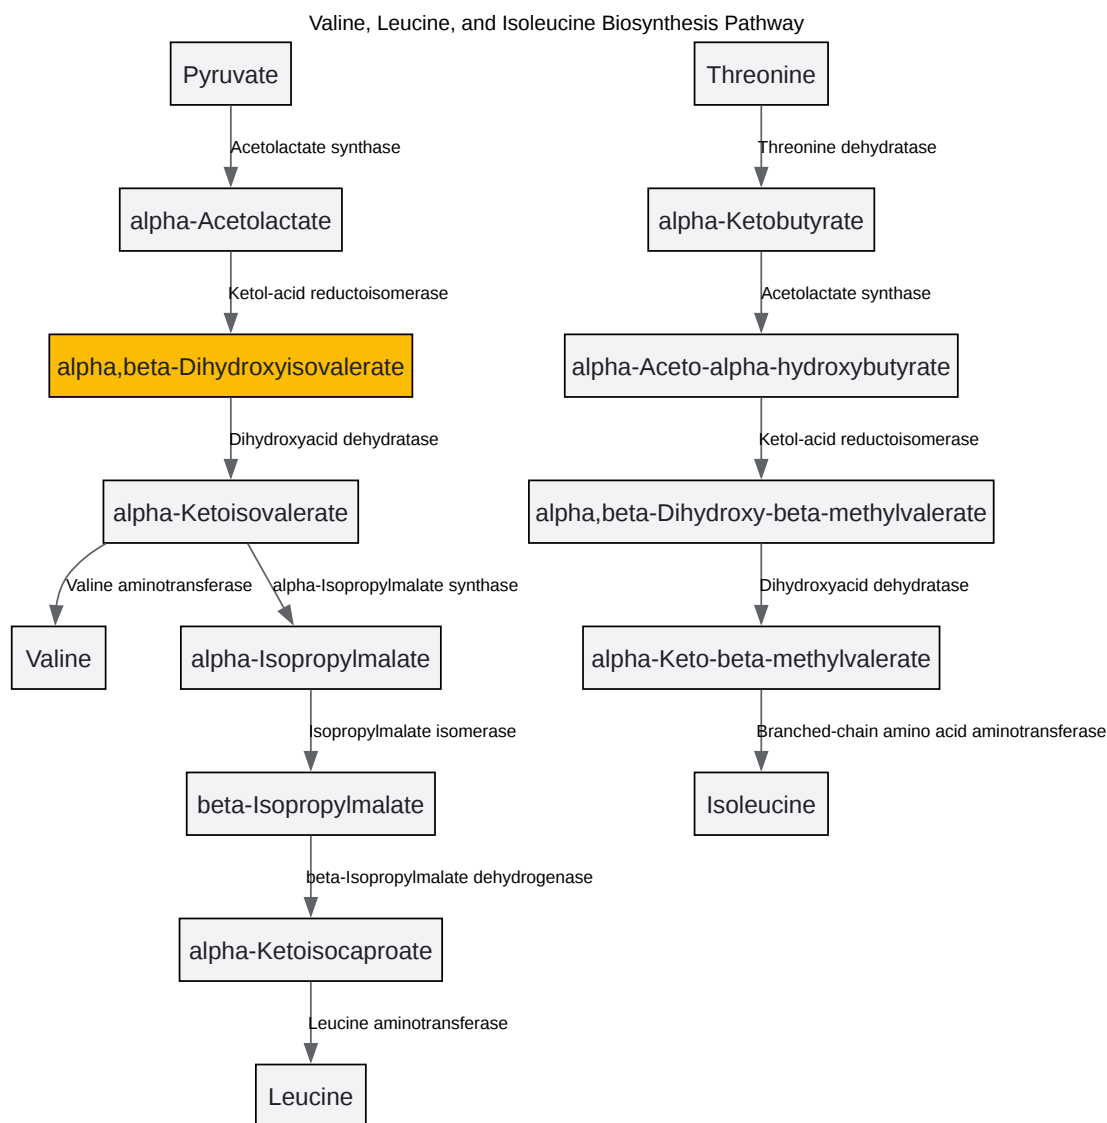 Valine, Leucine, and Isoleucine Biosynthesis Pathway
Pyruvate
Threonine
Acetolactate synthase
Threonine dehydratase
alpha-Acetolactate
alpha-Ketobutyrate
Ketol-acid reductoisomerase
Acetolactate synthase
alpha,beta-Dihydroxyisovalerate
alpha-Aceto-alpha-hydroxybutyrate
Dihydroxyacid dehydratase
Ketol-acid reductoisomerase
alpha-Ketoisovalerate
alpha,beta-Dihydroxy-beta-methylvalerate
Valine aminotransferase
alpha-Isopropylmalate synthase
Dihydroxyacid dehydratase
Valine
alpha-Isopropylmalate
alpha-Keto-beta-methylvalerate
Isopropylmalate isomerase
Branched-chain amino acid aminotransferase
beta-Isopropylmalate
Isoleucine
beta-Isopropylmalate dehydrogenase
alpha-Ketoisocaproate
Leucine aminotransferase
Leucine